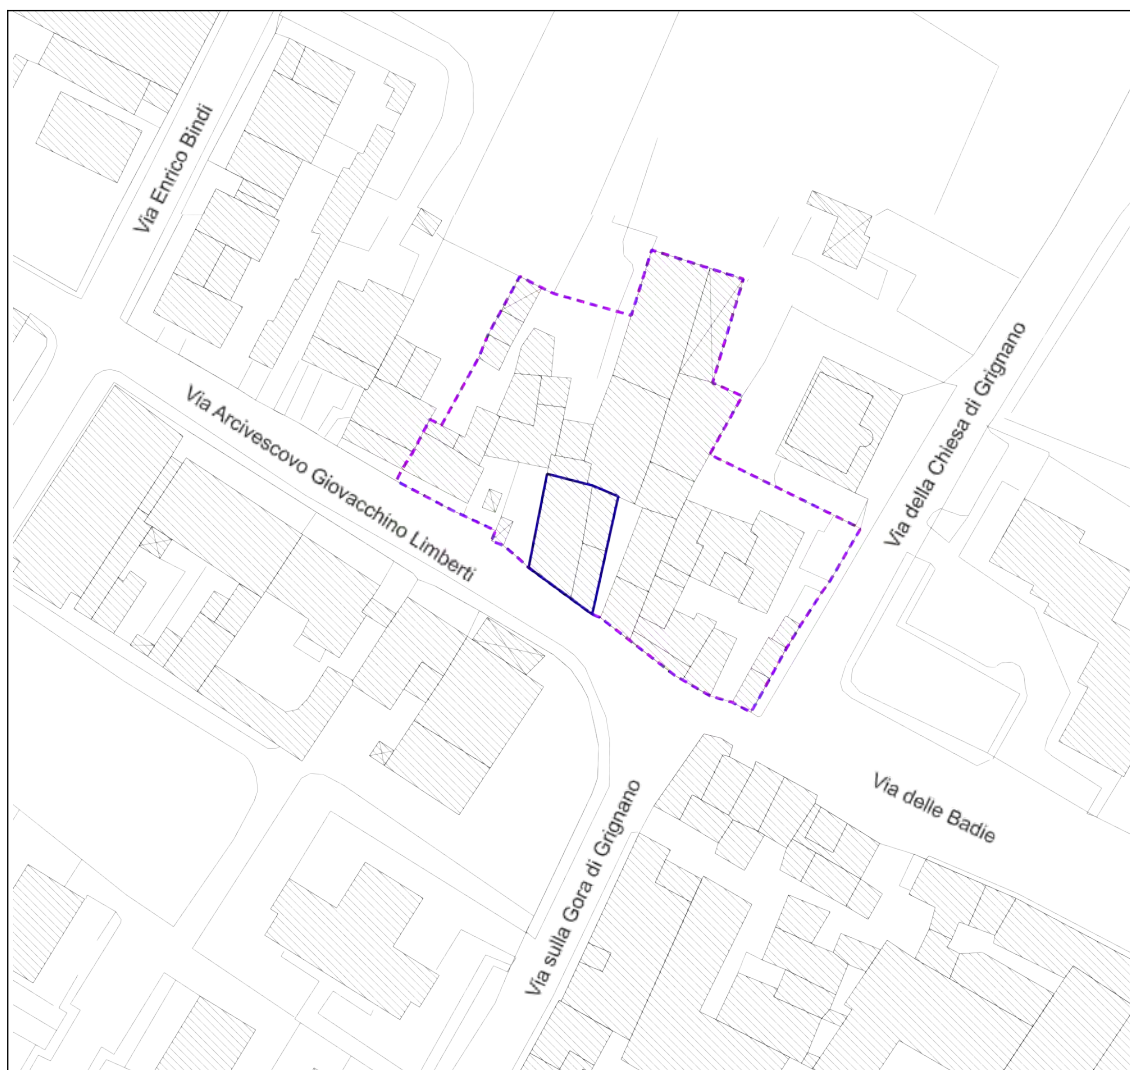 Via Enrico Bindi
Via Arcivescovo Giovacchino Limberti
Via della Chiesa di Grignano
Via delle Badie
Via sulla Gora di Grignano